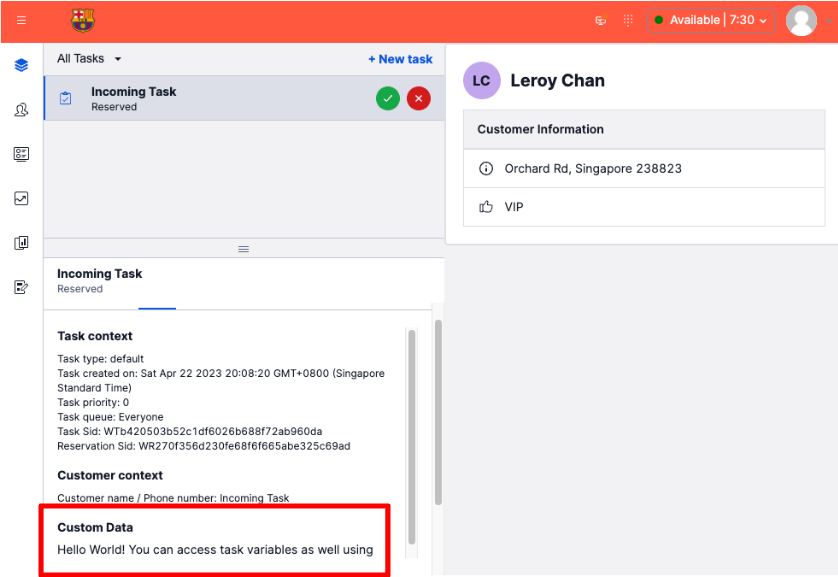 Available | 7:30
All Tasks
+ New task
Incoming Task
Reserved
LC
Leroy Chan
Customer Information
Orchard Rd, Singapore 238823
VIP
Incoming Task
Reserved
Task context
Task type: default
Task created on: Sat Apr 22 2023 20:08:20 GMT+0800 (Singapore
Standard Time)
Task priority: 0
Task queue: Everyone
Task Sid: WTb420503b52c1df6026b688f72ab960da
Reservation Sid: WR270f356d230fe68f6f665abe325c69ad
Customer context
Customer name / Phone number: Incoming Task
Custom Data
Hello World! You can access task variables as well using